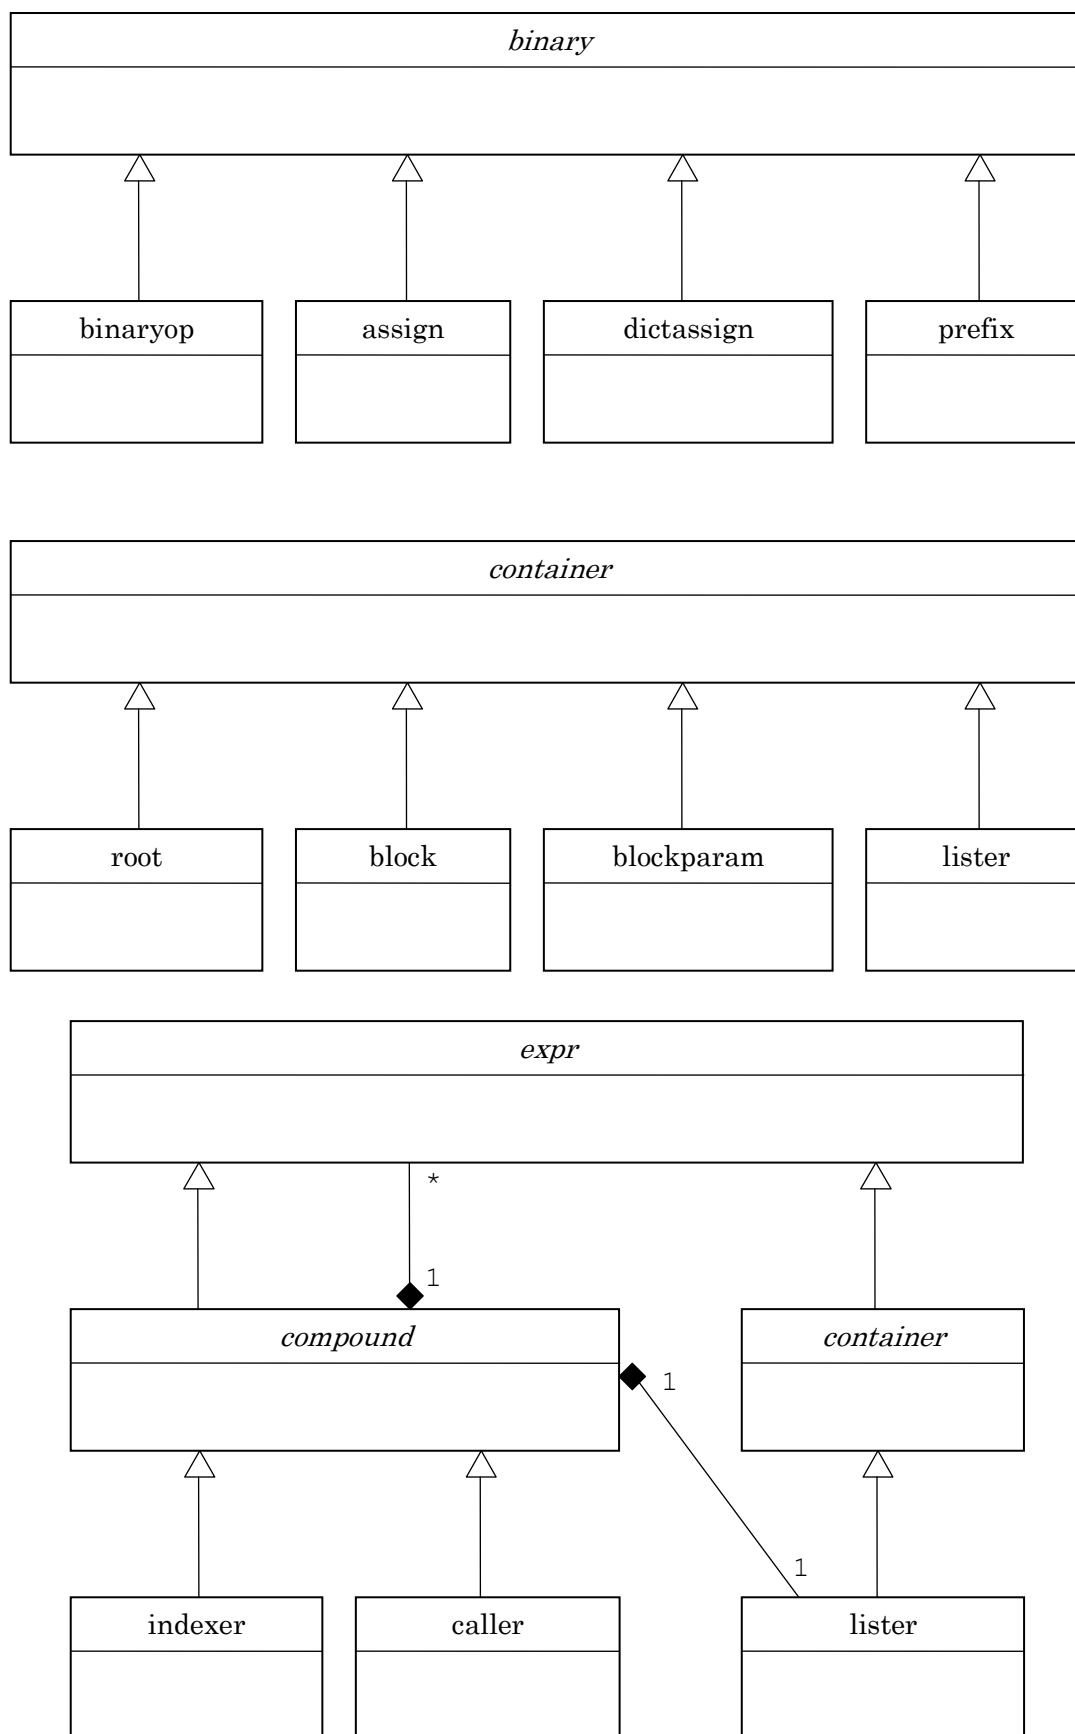 binary
binaryop assign dictassign prefix
container
root block blockparam lister
expr
*
1
compound container
1
1
indexer caller lister